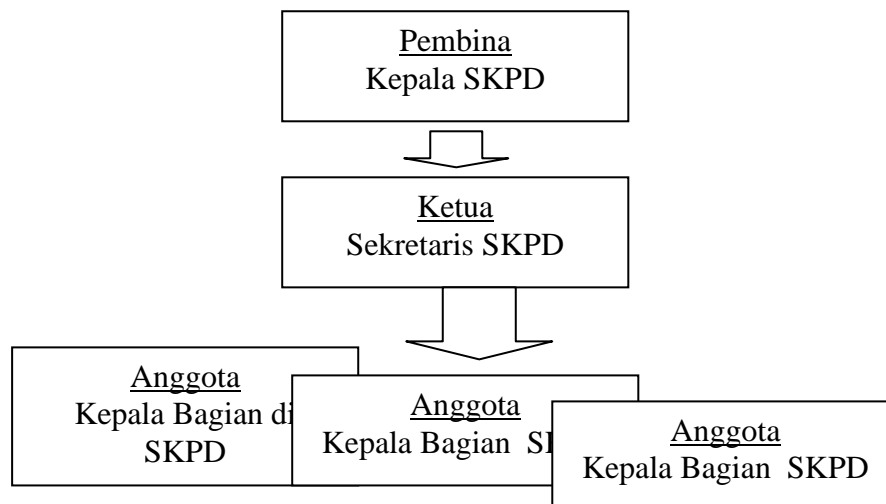 Pembina
Kepala SKPD
Ketua
Sekretaris SKPD
Anggota
Kepala Bagian di
SKPD
Anggota
Kepala Bagian
Anggota
Kepala Bagian  SKPD